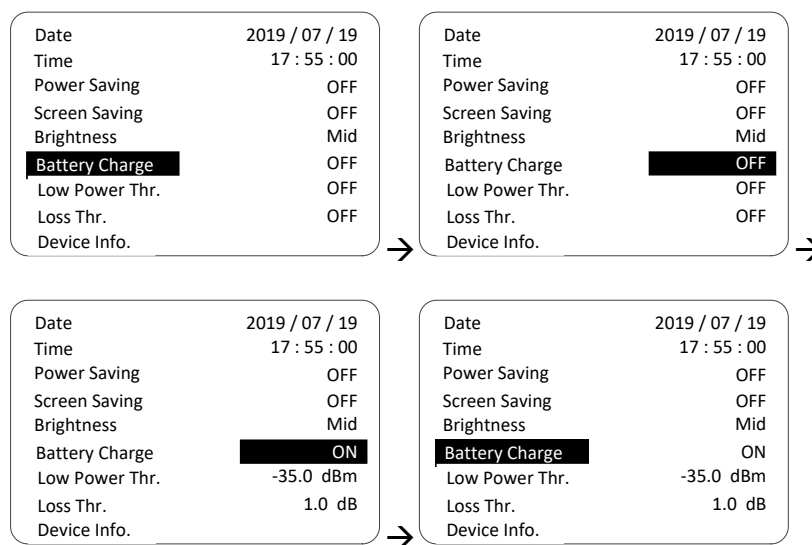 Date 2019 / 07 / 19
Time 17 : 55 : 00
Power Saving OFF
Screen Saving OFF
Brightness Mid
Battery Charge OFF
Low Power Thr. OFF
Loss Thr. OFF
Device Info.
→
Date 2019 / 07 / 19
Time 17 : 55 : 00
Power Saving OFF
Screen Saving OFF
Brightness Mid
Battery Charge OFF
Low Power Thr. OFF
Loss Thr. OFF
Device Info.
→
Date 2019 / 07 / 19
Time 17 : 55 : 00
Power Saving OFF
Screen Saving OFF
Brightness Mid
Battery Charge ON
Low Power Thr. -35.0 dBm
Loss Thr. 1.0 dB
Device Info.
→
Date 2019 / 07 / 19
Time 17 : 55 : 00
Power Saving OFF
Screen Saving OFF
Brightness Mid
Battery Charge ON
Low Power Thr. -35.0 dBm
Loss Thr. 1.0 dB
Device Info.